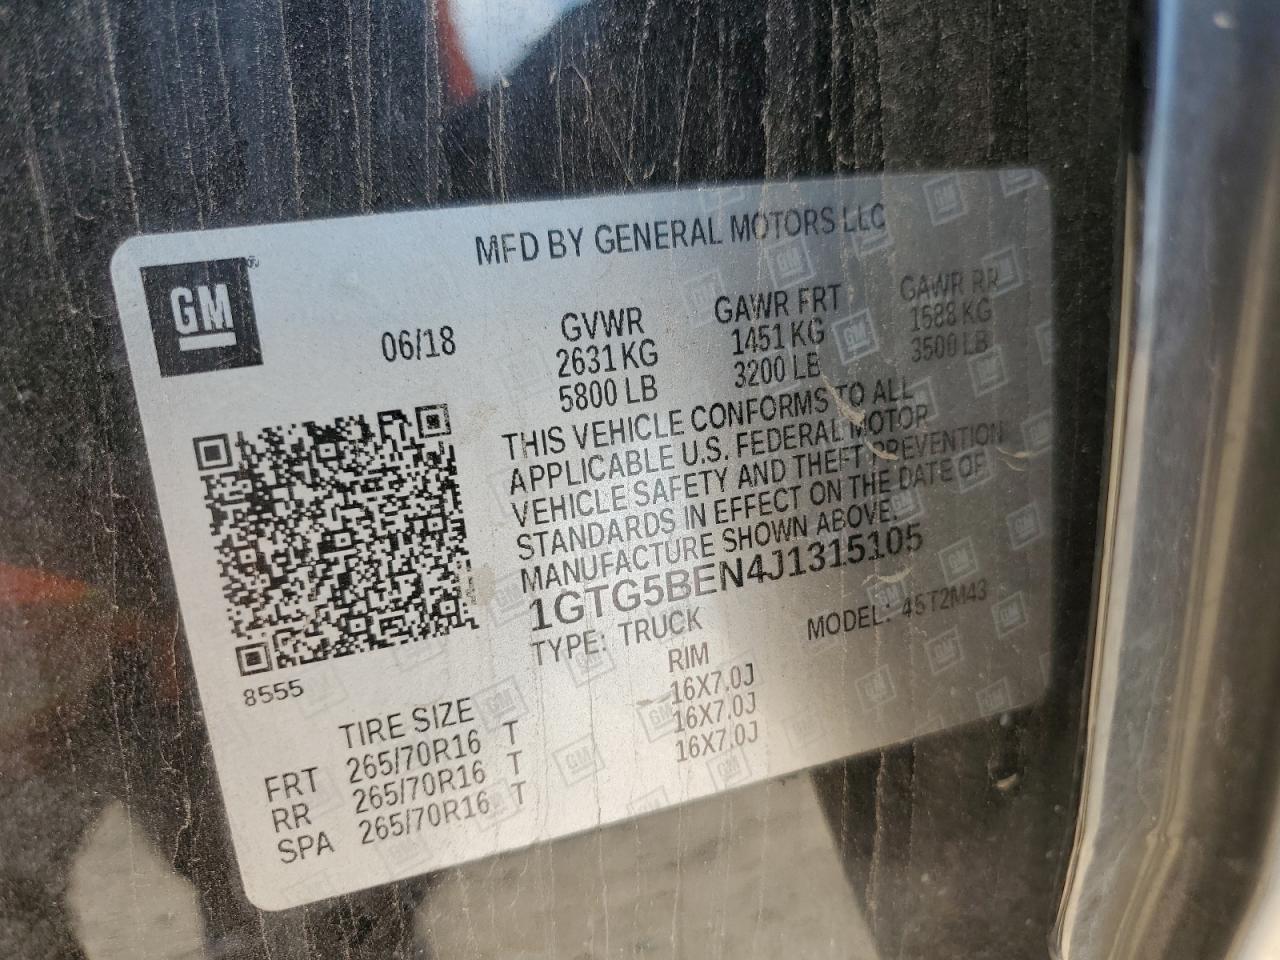 MFD BY GENERAL MOTORS LLC
GM
06/18
GVWR
2631 KG
5800 LB
GAWR FRT
1451 KG
3200 LB
GAWR RR
1588 KG
3500 LB
THIS VEHICLE CONFORMS TO ALL
APPLICABLE U.S. FEDERAL MOTOR
VEHICLE SAFETY AND THEFT PREVENTION
STANDARDS IN EFFECT ON THE DATE OF
MANUFACTURE SHOWN ABOVE.
1GTG5BEN4J1315105
TYPE: TRUCK
MODEL: 45T2M43
8555
TIRE SIZE RIM
FRT 265/70R16 T 16X7.0J
RR 265/70R16 T 16X7.0J
SPA 265/70R16 T 16X7.0J